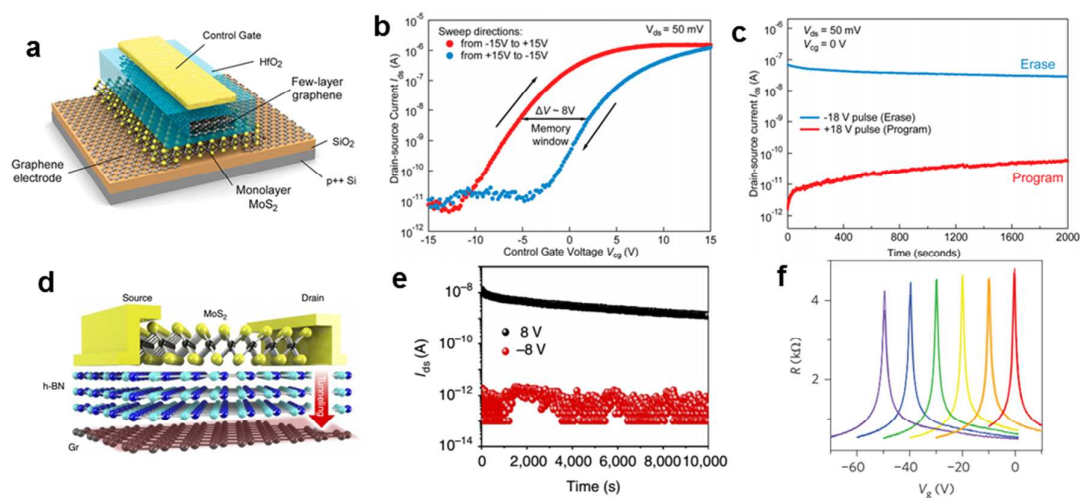 a
Control Gate
HfO2
Few-layer
graphene
SiO2
Graphene
electrode
Monolayer
MoS2
p++ Si
b
Sweep directions:
from -15V to +15V
from +15V to -15V
Vds = 50 mV
ΔV ~ 8V
Memory
window
Drain-source Current Ids (A)
10-5
10-6
10-7
10-8
10-9
10-10
10-11
10-12
-15 -10 -5 0 5 10 15
Control Gate Voltage Vcg (V)
c
Vds = 50 mV
Vcg = 0 V
Erase
-18 V pulse (Erase)
+18 V pulse (Program)
Program
Drain-source current Ids (A)
10-5
10-6
10-7
10-8
10-9
10-10
10-11
10-12
0 400 800 1200 1600 2000
Time (seconds)
d
Source
MoS2
Drain
h-BN
Tunneling
Gr
e
8 V
–8 V
Ids (A)
10–8
10–10
10–12
10–14
0 2,000 4,000 6,000 8,000 10,000
Time (s)
f
R (kΩ)
4
2
–60 –40 –20 0
Vg (V)